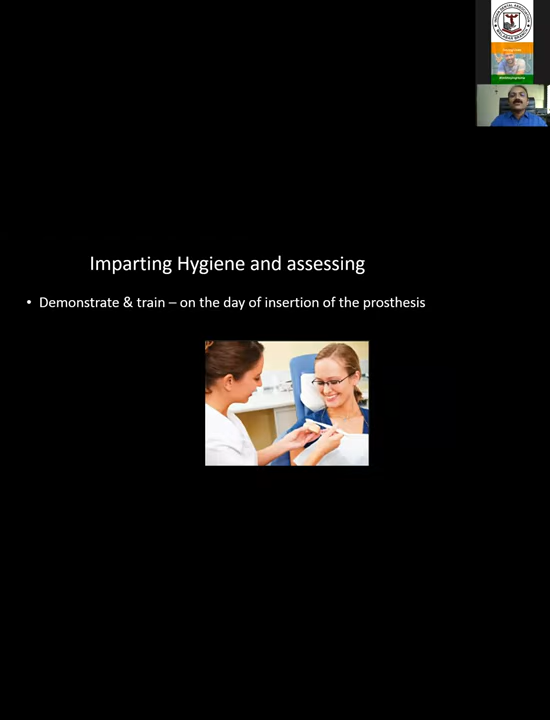 Imparting Hygiene and assessing
• Demonstrate & train – on the day of insertion of the prosthesis